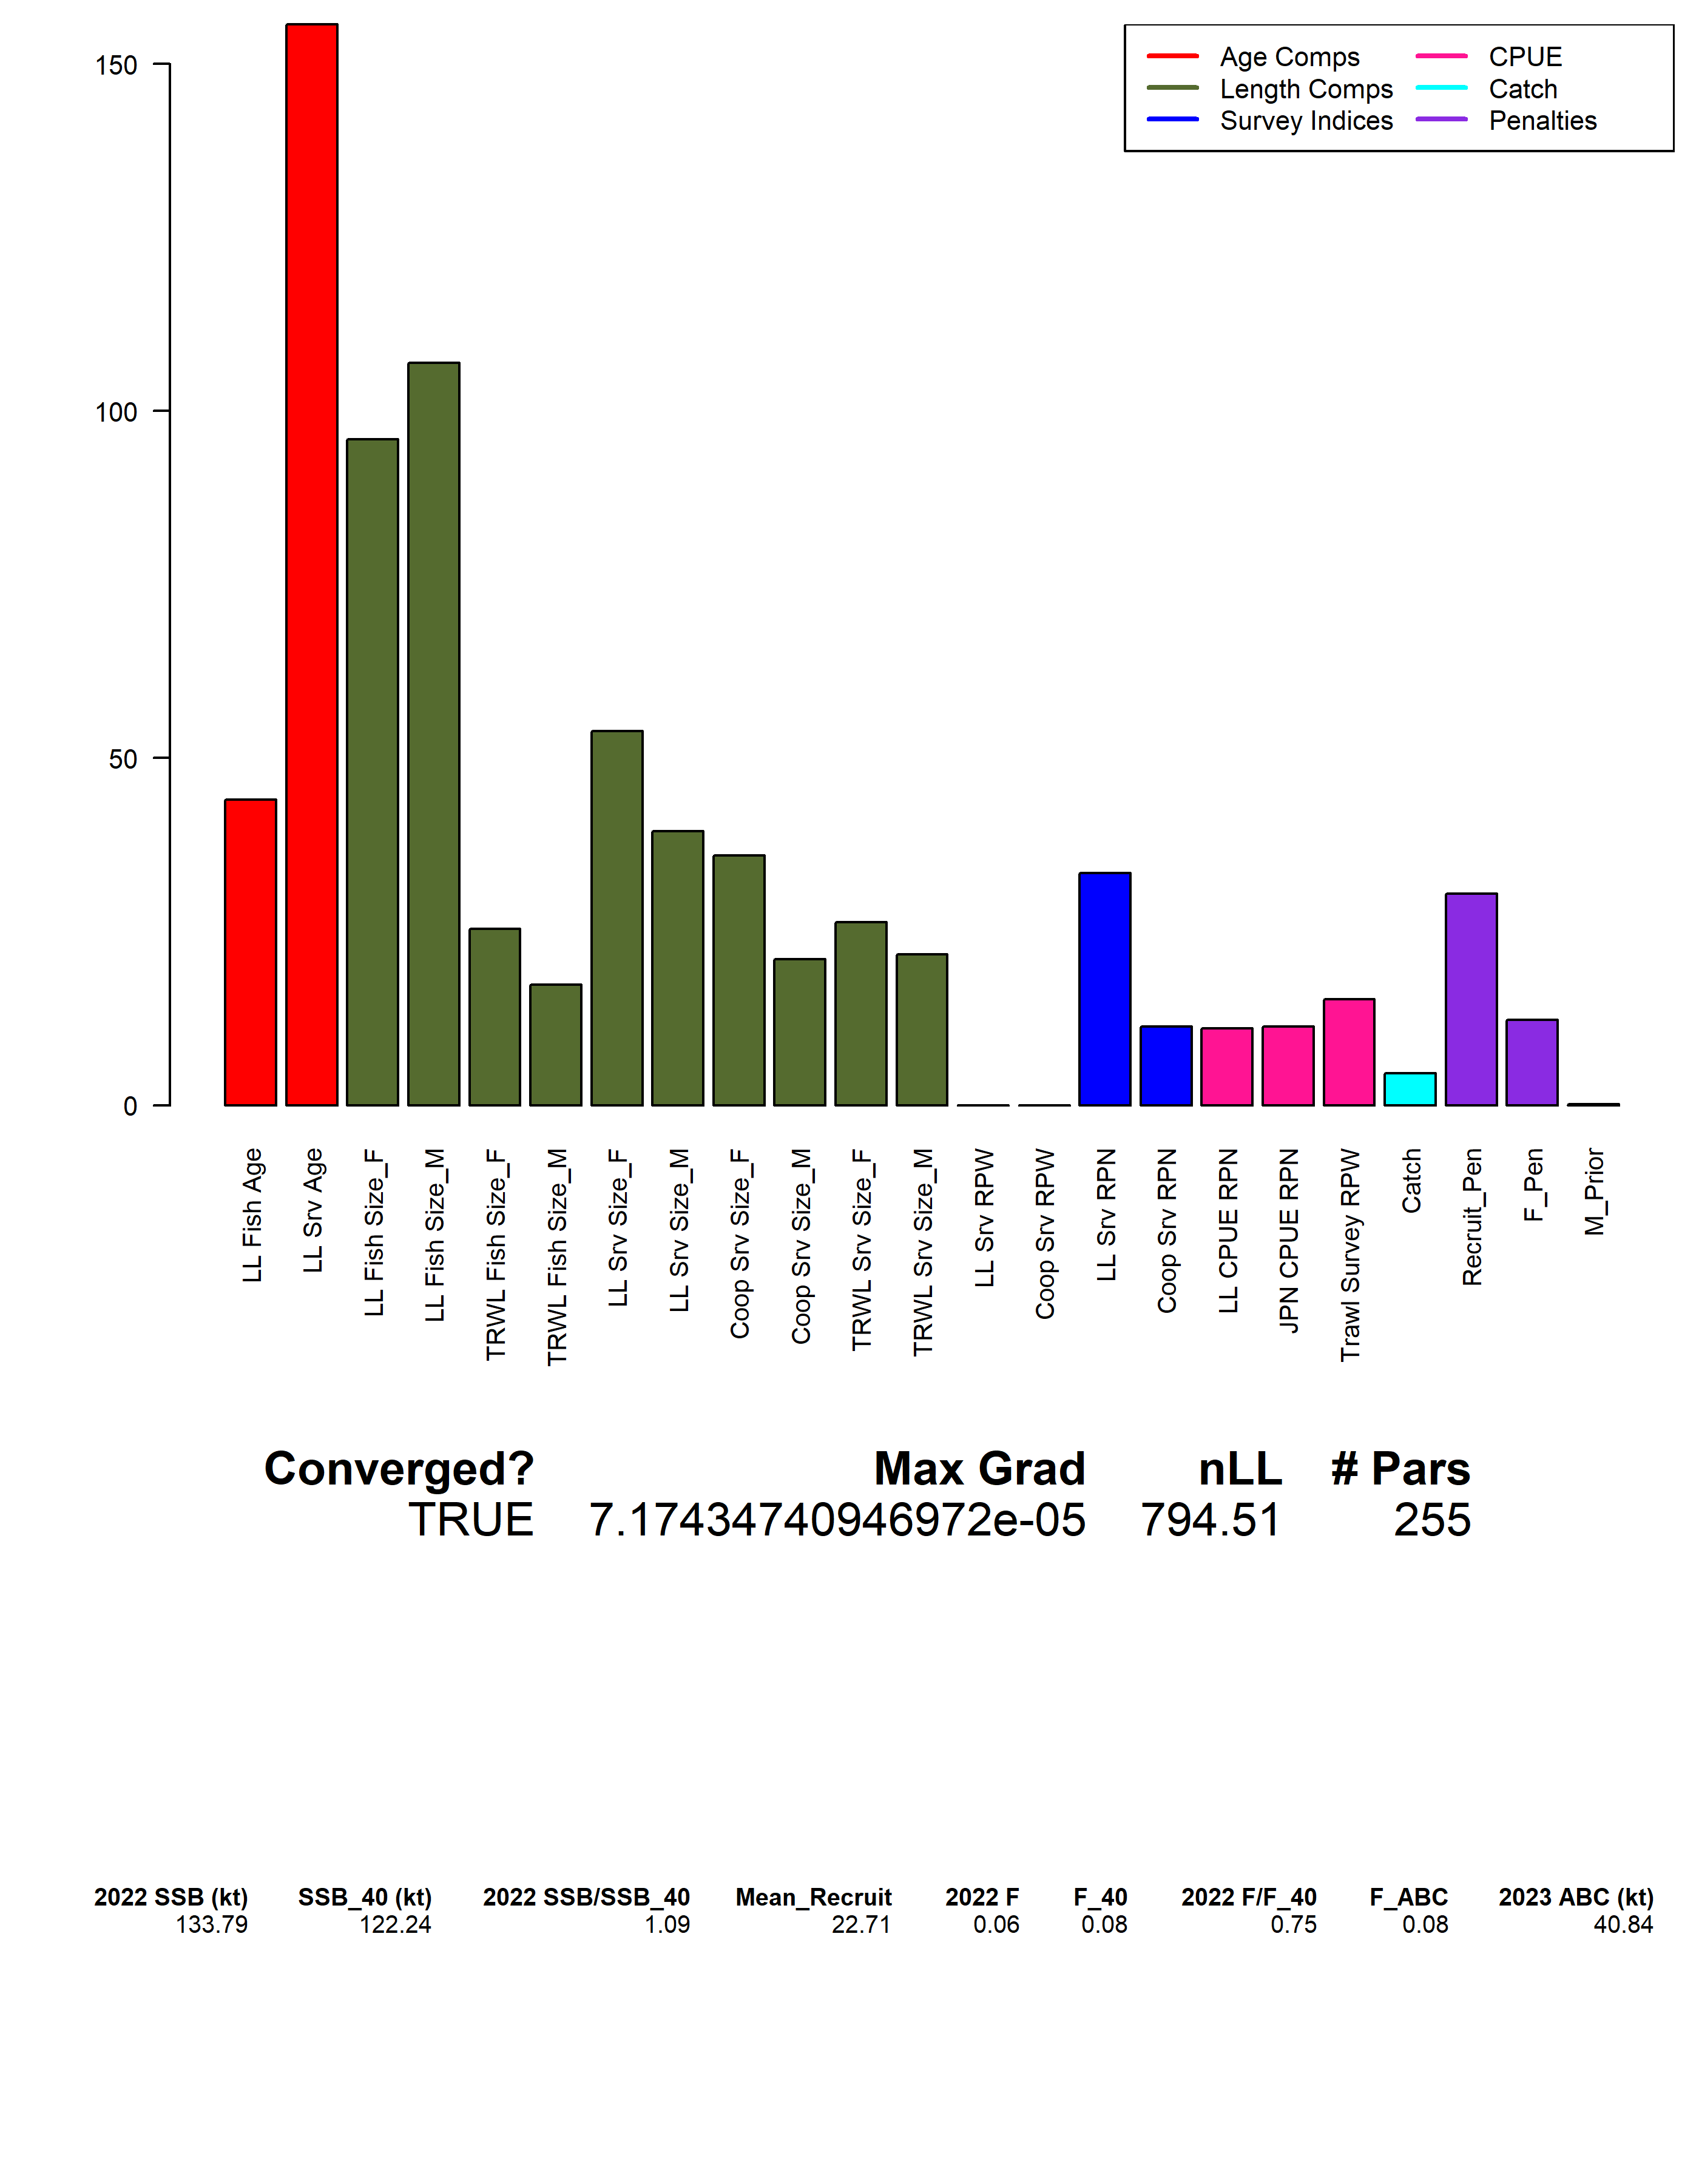 150
100
50
0
Age Comps CPUE
Length Comps Catch
Survey Indices Penalties
LL Fish Age
LL Srv Age
LL Fish Size_F
LL Fish Size_M
TRWL Fish Size_F
TRWL Fish Size_M
LL Srv Size_F
LL Srv Size_M
Coop Srv Size_F
Coop Srv Size_M
TRWL Srv Size_F
TRWL Srv Size_M
LL Srv RPW
Coop Srv RPW
LL Srv RPN
Coop Srv RPN
LL CPUE RPN
JPN CPUE RPN
Trawl Survey RPW
Catch
Recruit_Pen
F_Pen
M_Prior
Converged? Max Grad nLL # Pars
TRUE 7.17434740946972e-05 794.51 255
2022 SSB (kt) SSB_40 (kt) 2022 SSB/SSB_40 Mean_Recruit 2022 F F_40 2022 F/F_40 F_ABC 2023 ABC (kt)
133.79 122.24 1.09 22.71 0.06 0.08 0.75 0.08 40.84